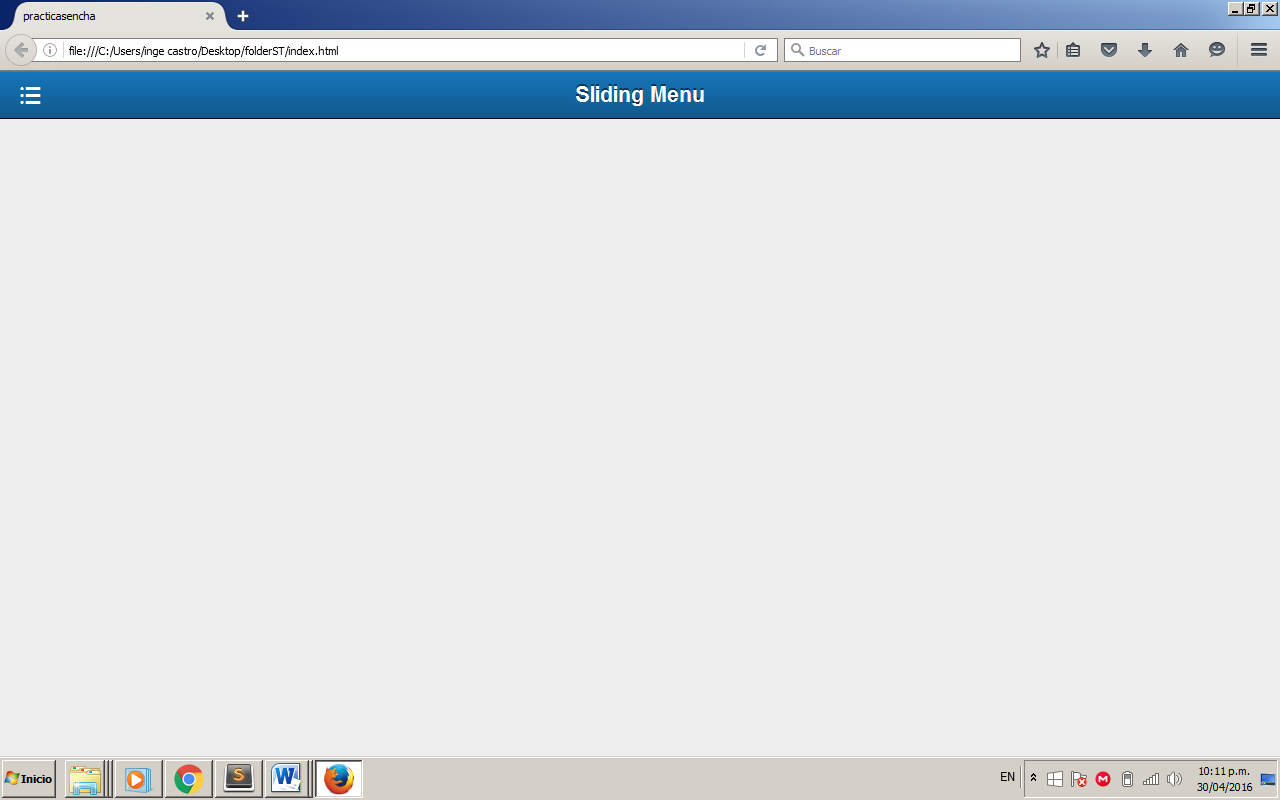 practicasencha
file:///C:/Users/inge castro/Desktop/folderST/index.html
Buscar
Sliding Menu
Inicio
S
W
EN
M
10:11 p.m.
30/04/2016